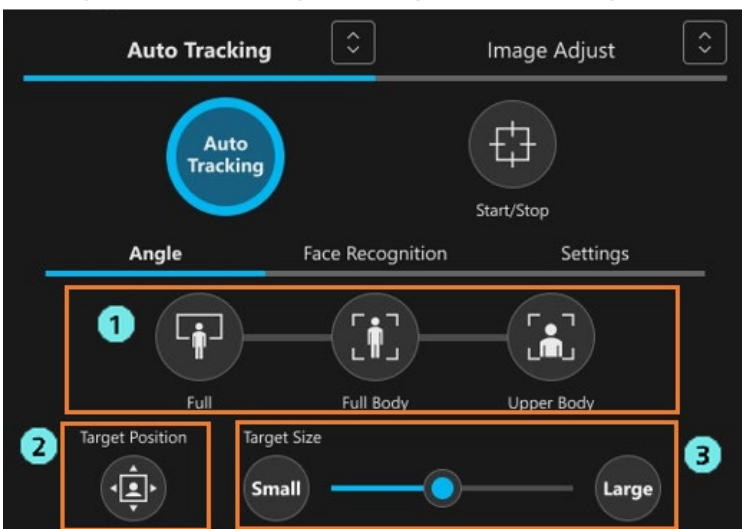 Auto Tracking
Image Adjust
Auto
Tracking
Start/Stop
Angle
Face Recognition
Settings
1
Full
Full Body
Upper Body
2
Target Position
Target Size
Small
Large
3